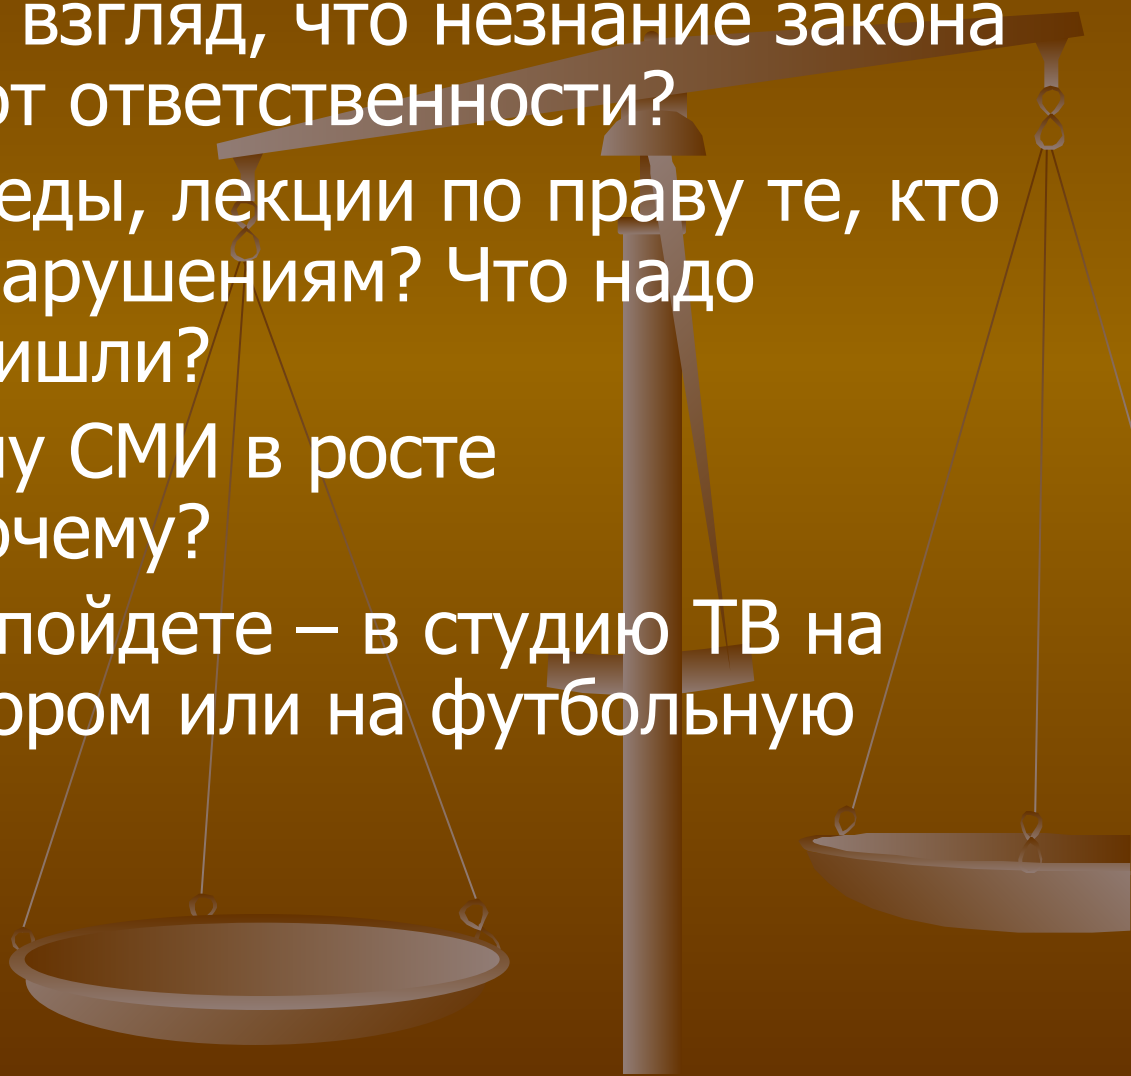 взгляд, что незнание закона
от ответственности?
еды, лекции по праву те, кто
арушениям? Что надо
ишли?
ну СМИ в росте
очему?
пойдете – в студию ТВ на
ором или на футбольную